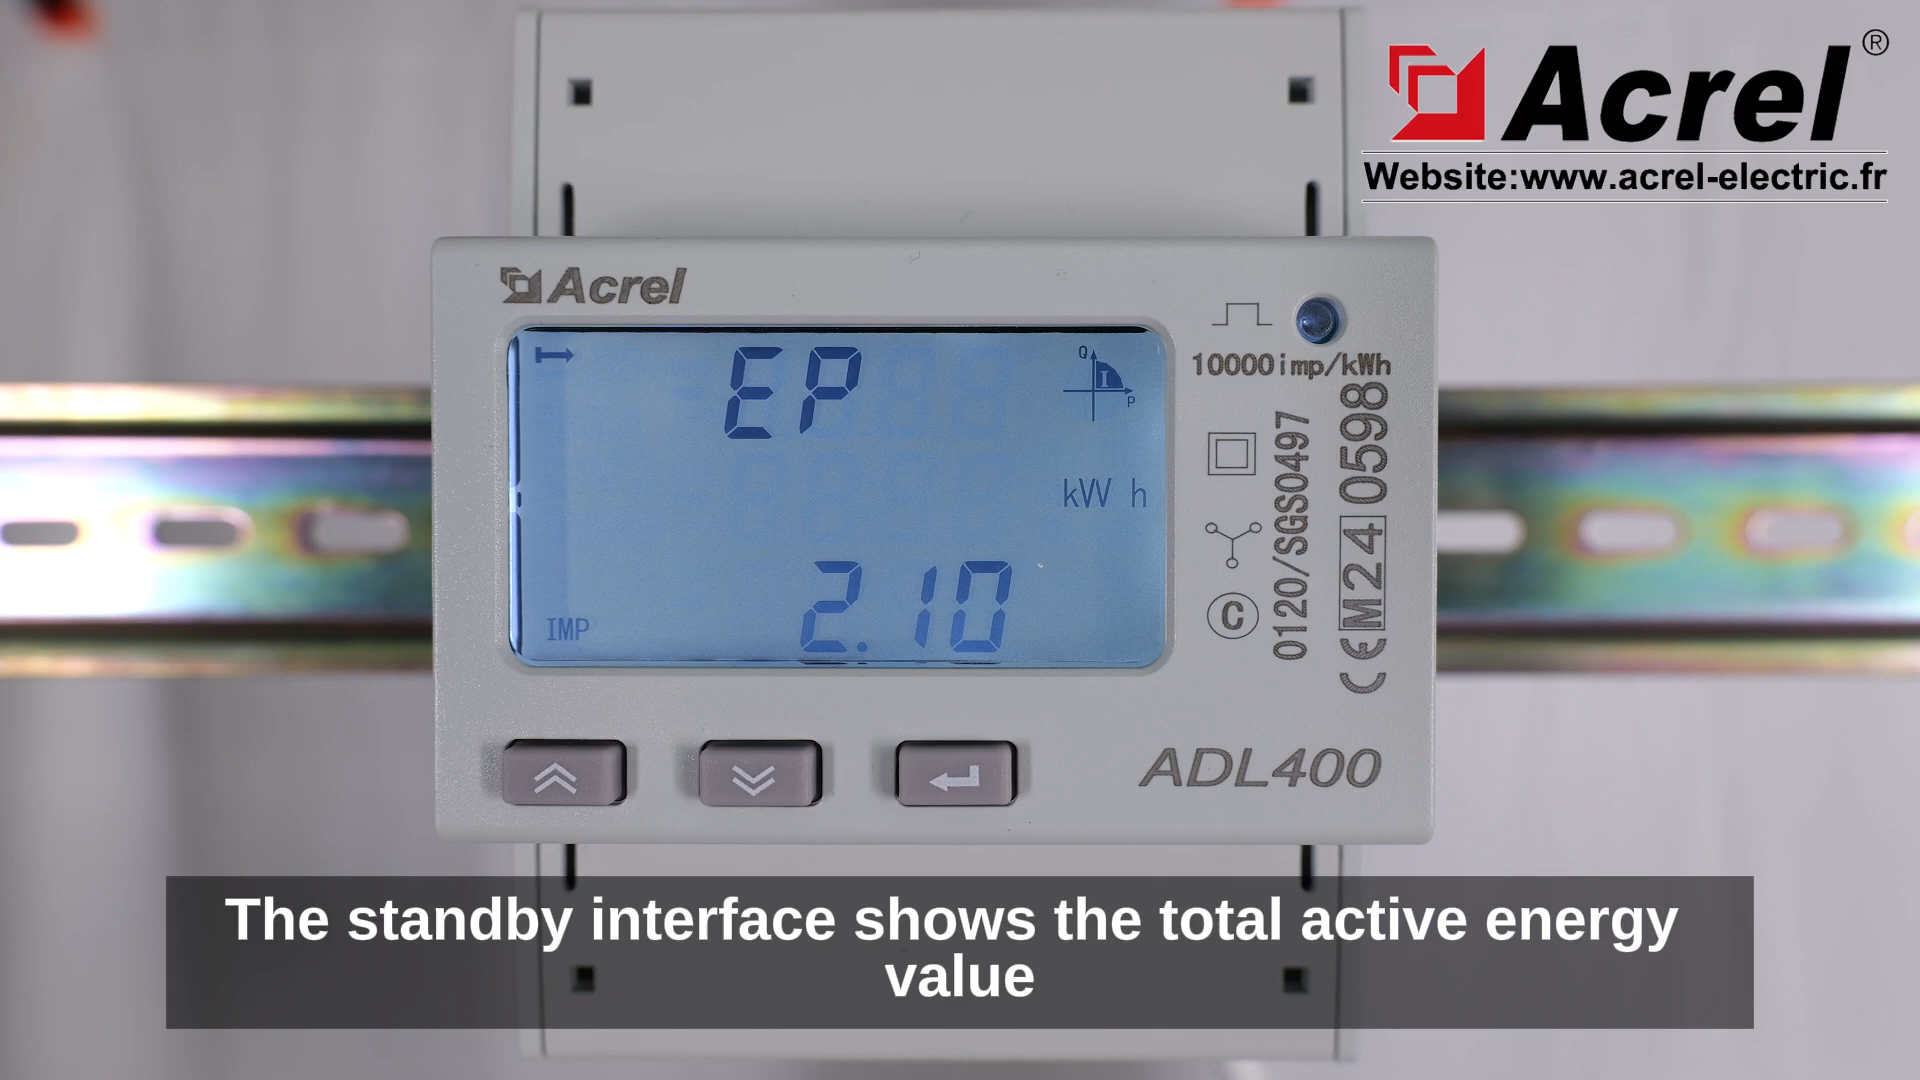 Acrel®
Website:www.acrel-electric.fr
Acrel
EP
Q
I
P
kW h
2.10
IMP
10000imp/kWh
C
0120/SGS0497
CE M24 0598
ADL400
The standby interface shows the total active energy
value